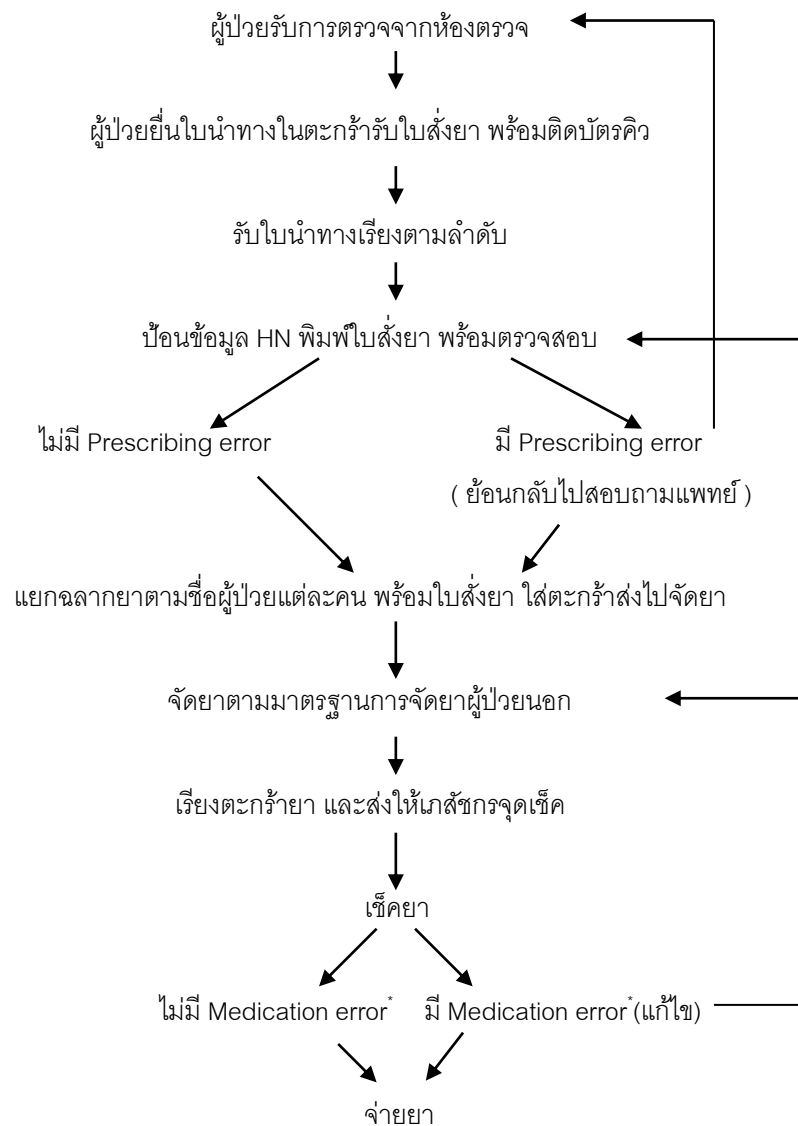 ผู้ป่วยรับการตรวจจากห้องตรวจ
ผู้ป่วยยื่นใบนำทางในตะกร้ารับใบสั่งยา พร้อมติดบัตรคิว
รับใบนำทางเรียงตามลำดับ
ป้อนข้อมูล HN พิมพ์ใบสั่งยา พร้อมตรวจสอบ
ไม่มี Prescribing error
มี Prescribing error
( ย้อนกลับไปสอบถามแพทย์ )
แยกฉลากยาตามชื่อผู้ป่วยแต่ละคน พร้อมใบสั่งยา ใส่ตะกร้าส่งไปจัดยา
จัดยาตามมาตรฐานการจัดยาผู้ป่วยนอก
เรียงตะกร้ายา และส่งให้เภสัชกรจุดเช็ค
เช็คยา
ไม่มี Medication error*
มี Medication error*(แก้ไข)
จ่ายยา